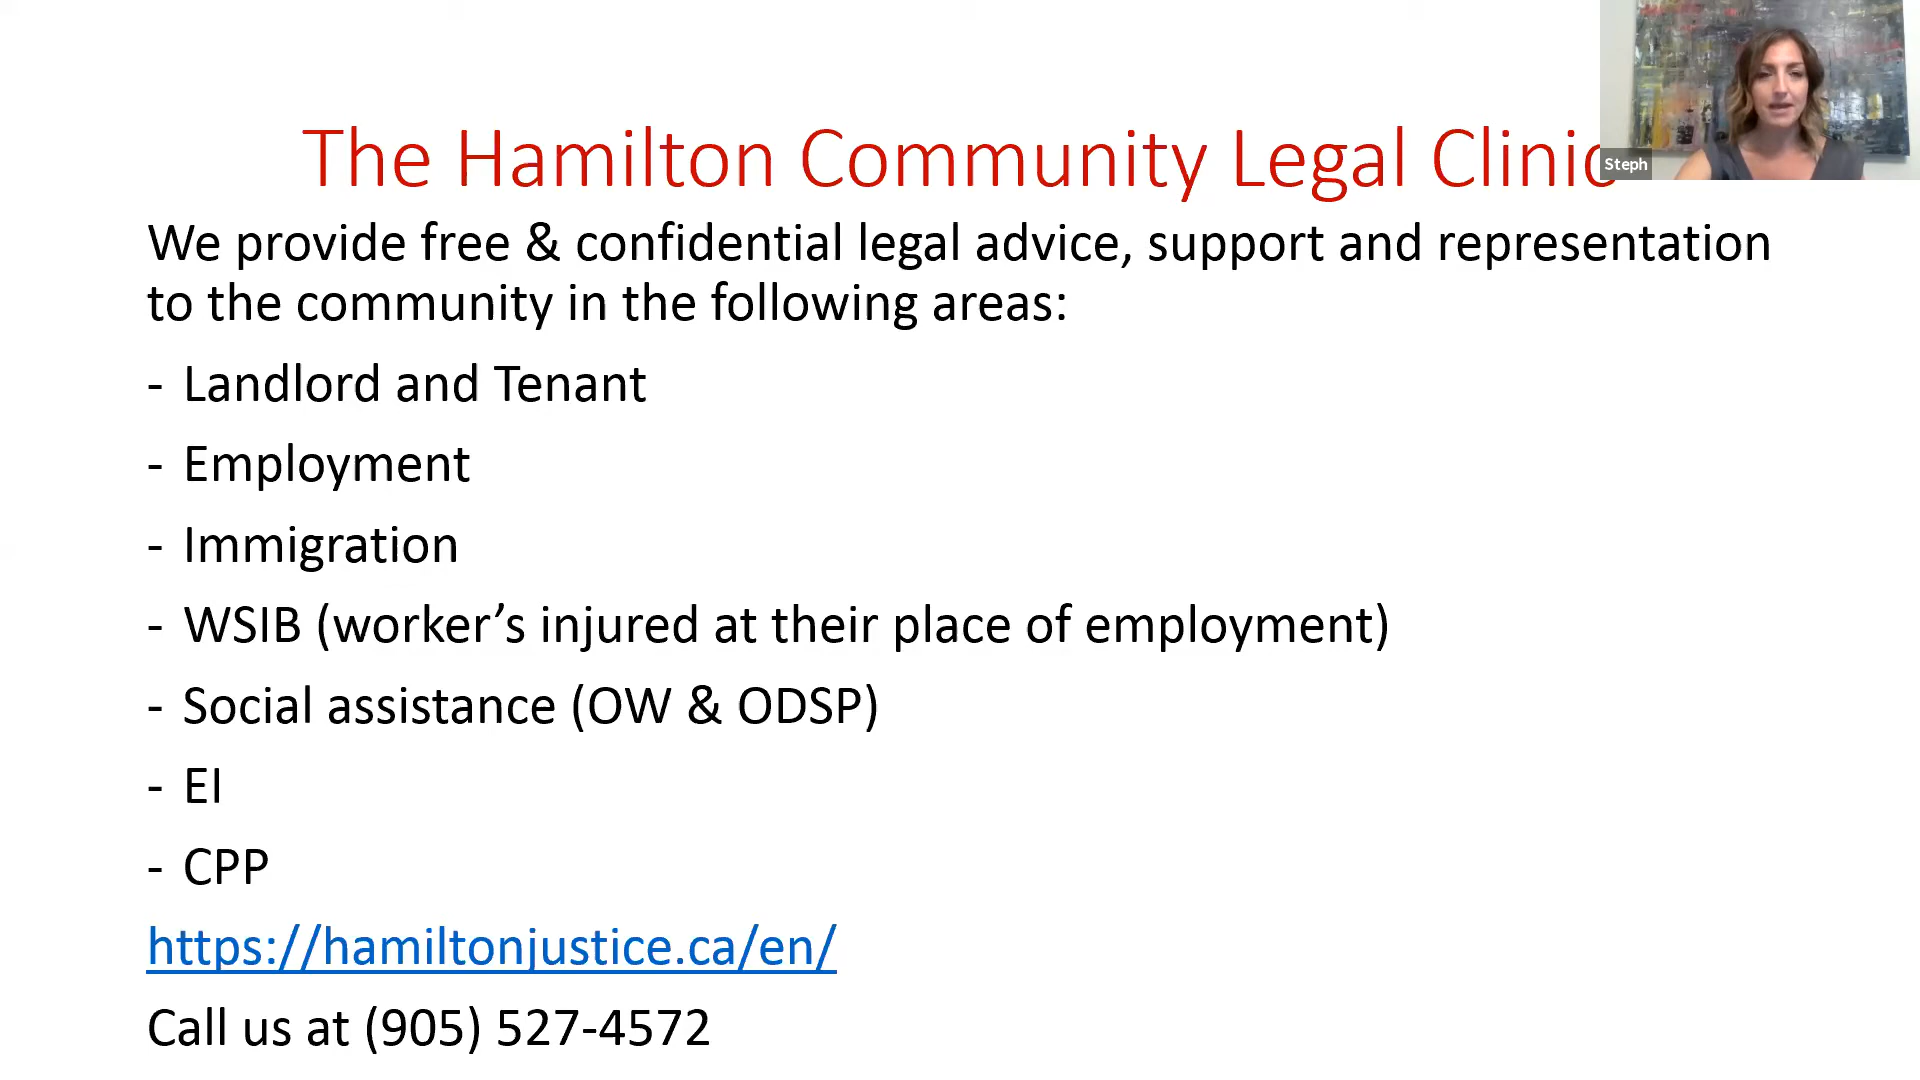 The Hamilton Community Legal Clinic
Steph
We provide free & confidential legal advice, support and representation
to the community in the following areas:
- Landlord and Tenant
- Employment
- Immigration
- WSIB (worker’s injured at their place of employment)
- Social assistance (OW & ODSP)
- EI
- CPP
https://hamiltonjustice.ca/en/
Call us at (905) 527-4572